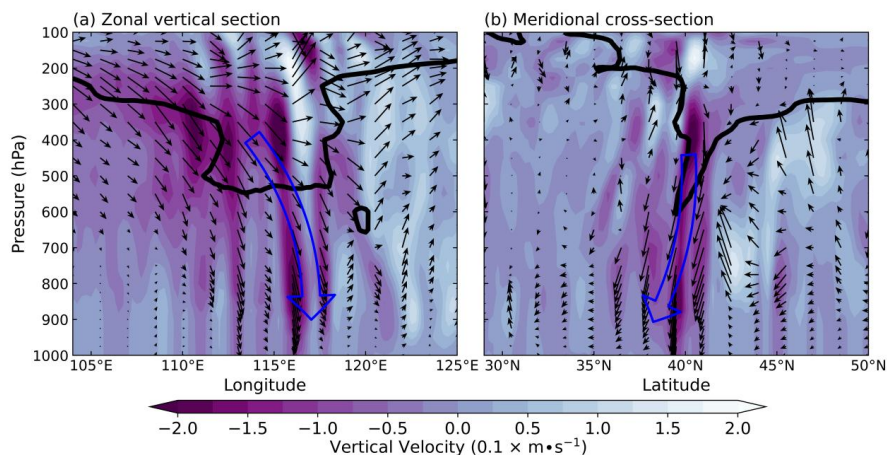 (a) Zonal vertical section
(b) Meridional cross-section
Pressure (hPa)
100
200
300
400
500
600
700
800
900
1000
105°E
110°E
115°E
120°E
125°E
30°N
35°N
40°N
45°N
50°N
Longitude
Latitude
−2.0 −1.5 −1.0 −0.5 0.0 0.5 1.0 1.5 2.0
Vertical Velocity (0.1 × m•s⁻¹)